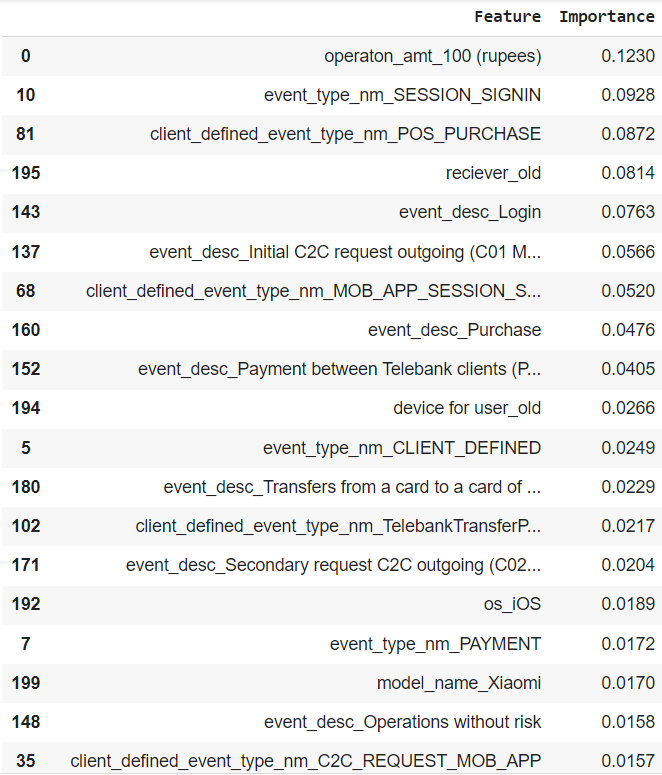 Feature Importance
0 operaton_amt_100 (rupees) 0.1230
10 event_type_nm_SESSION_SIGNIN 0.0928
81 client_defined_event_type_nm_POS_PURCHASE 0.0872
195 reciever_old 0.0814
143 event_desc_Login 0.0763
137 event_desc_Initial C2C request outgoing (C01 M... 0.0566
68 client_defined_event_type_nm_MOB_APP_SESSION_S... 0.0520
160 event_desc_Purchase 0.0476
152 event_desc_Payment between Telebank clients (P... 0.0405
194 device for user_old 0.0266
5 event_type_nm_CLIENT_DEFINED 0.0249
180 event_desc_Transfers from a card to a card of ... 0.0229
102 client_defined_event_type_nm_TelebankTransferP... 0.0217
171 event_desc_Secondary request C2C outgoing (C02... 0.0204
192 os_iOS 0.0189
7 event_type_nm_PAYMENT 0.0172
199 model_name_Xiaomi 0.0170
148 event_desc_Operations without risk 0.0158
35 client_defined_event_type_nm_C2C_REQUEST_MOB_APP 0.0157